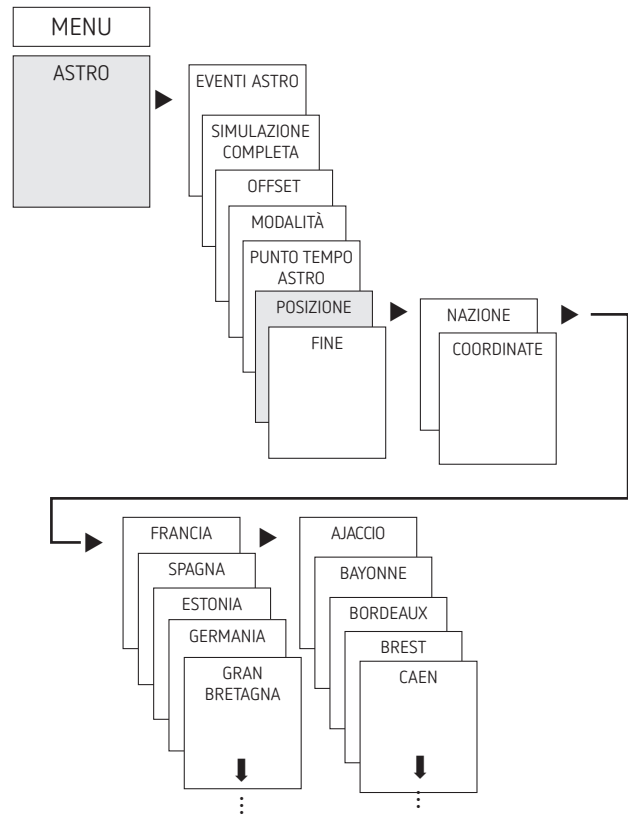 MENU
ASTRO
EVENTI ASTRO
SIMULAZIONE
COMPLETA
OFFSET
MODALITÀ
PUNTO TEMPO
ASTRO
POSIZIONE
FINE
NAZIONE
COORDINATE
FRANCIA
SPAGNA
ESTONIA
GERMANIA
GRAN
BRETAGNA
AJACCIO
BAYONNE
BORDEAUX
BREST
CAEN